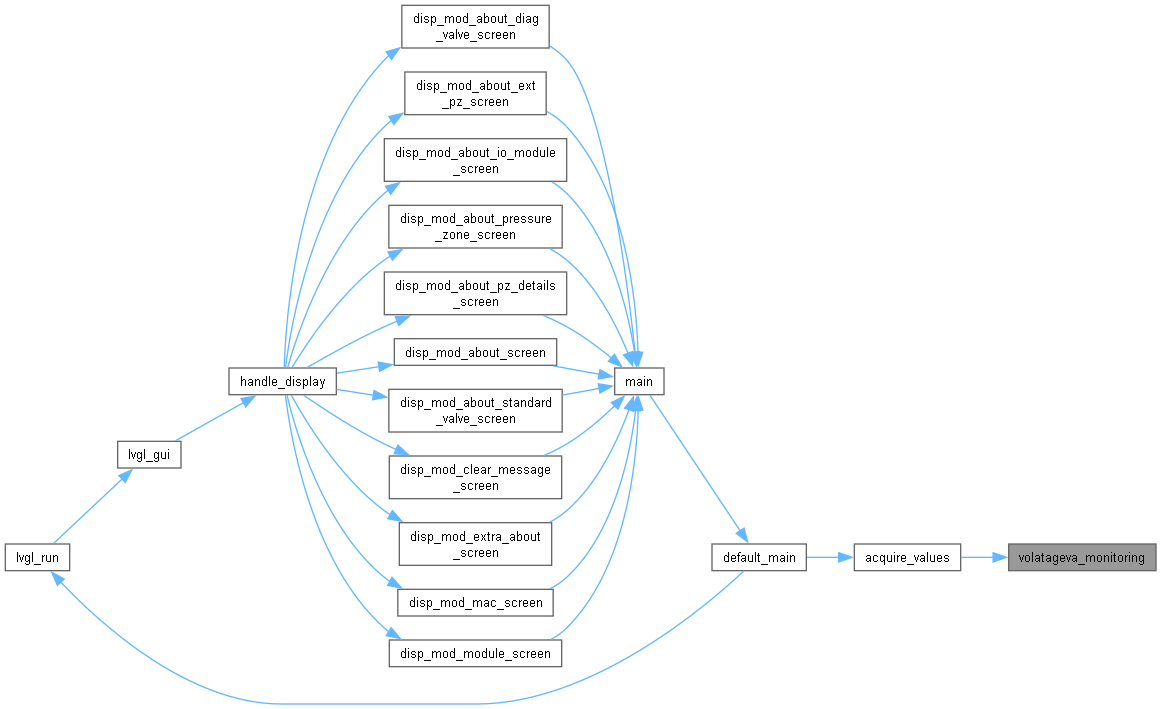 disp_mod_about_diag
_valve_screen
disp_mod_about_ext
_pz_screen
disp_mod_about_io_module
_screen
disp_mod_about_pressure
_zone_screen
disp_mod_about_pz_details
_screen
disp_mod_about_screen
handle_display
main
disp_mod_about_standard
_valve_screen
lvgl_gui
disp_mod_clear_message
_screen
disp_mod_extra_about
_screen
lvgl_run
default_main
acquire_values
volatageva_monitoring
disp_mod_mac_screen
disp_mod_module_screen